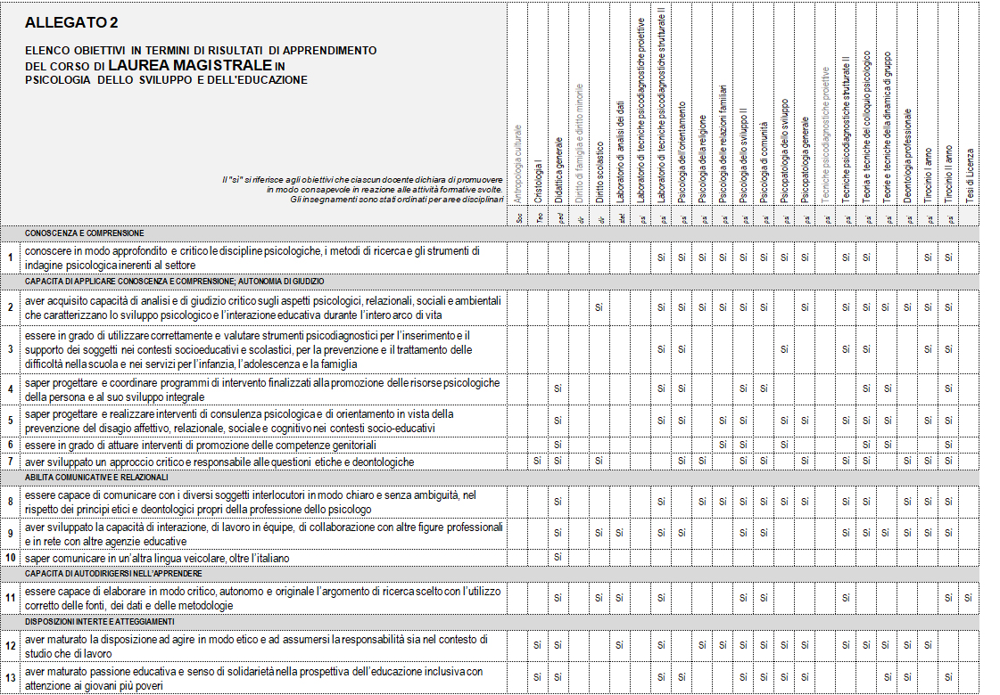 ALLEGATO 2
ELENCO OBIETTIVI IN TERMINI DI RISULTATI DI APPRENDIMENTO
DEL CORSO DI LAUREA MAGISTRALE IN
PSICOLOGIA DELLO SVILUPPO E DELL'EDUCAZIONE
Il "sì" si riferisce agli obiettivi che ciascun docente dichiara di promuovere
in modo consapevole in reazione alle attività formative svolte.
Gli insegnamenti sono stati ordinati per aree disciplinari
Antropologia culturale
Cristologia I
Didattica generale
Diritto di famiglia e diritto minorile
Diritto scolastico
Laboratorio di analisi dei dati
Laboratorio di tecniche psicodiagnostiche proiettive
Laboratorio di tecniche psicodiagnostiche strutturate II
Psicologia dell'orientamento
Psicologia della religione
Psicologia delle relazioni familiari
Psicologia dello sviluppo II
Psicologia di comunità
Psicopatologia dello sviluppo
Psicopatologia generale
Tecniche psicodiagnostiche proiettive
Tecniche psicodiagnostiche strutturate II
Teoria e tecniche del colloquio psicologico
Teorie e tecniche della dinamica di gruppo
Deontologia professionale
Tirocinio I anno
Tirocinio II anno
Tesi di Licenza
Soc Teo ped dir dir stat psi psi psi psi psi psi psi psi psi psi psi psi psi psi psi psi
CONOSCENZA E COMPRENSIONE
1 conoscere in modo approfondito e critico le discipline psicologiche, i metodi di ricerca e gli strumenti di
indagine psicologica inerenti al settore
Sì Sì Sì Sì Sì Sì Sì Sì Sì Sì Sì Sì
CAPACITA DI APPLICARE CONOSCENZA E COMPRENSIONE; AUTONOMIA DI GIUDIZIO
2 aver acquisito capacità di analisi e di giudizio critico sugli aspetti psicologici, relazionali, sociali e ambientali
che caratterizzano lo sviluppo psicologico e l'interazione educativa durante l'intero arco di vita
Sì Sì Sì Sì Sì Sì Sì Sì Sì Sì Sì Sì Sì Sì
3 essere in grado di utilizzare correttamente e valutare strumenti psicodiagnostici per l'inserimento e il
supporto dei soggetti nei contesti socioeducativi e scolastici, per la prevenzione e il trattamento delle
difficoltà nella scuola e nei servizi per l'infanzia, l'adolescenza e la famiglia
Sì Sì Sì Sì Sì Sì Sì
4 saper progettare e coordinare programmi di intervento finalizzati alla promozione delle risorse psicologiche
della persona e al suo sviluppo integrale
Sì Sì Sì Sì Sì Sì Sì Sì
5 saper progettare e realizzare interventi di consulenza psicologica e di orientamento in vista della
prevenzione del disagio affettivo, relazionale, sociale e cognitivo nei contesti socio-educativi
Sì Sì Sì Sì Sì Sì Sì Sì Sì Sì Sì Sì Sì
6 essere in grado di attuare interventi di promozione delle competenze genitoriali
Sì Sì Sì Sì Sì Sì Sì
7 aver sviluppato un approccio critico e responsabile alle questioni etiche e deontologiche
Sì Sì Sì Sì Sì Sì Sì Sì Sì Sì Sì Sì Sì
ABILITA COMUNICATIVE E RELAZIONALI
8 essere capace di comunicare con i diversi soggetti interlocutori in modo chiaro e senza ambiguità, nel
rispetto dei principi etici e deontologici propri della professione dello psicologo
Sì Sì Sì Sì Sì Sì Sì Sì Sì Sì Sì Sì Sì
9 aver sviluppato la capacità di interazione, di lavoro in équipe, di collaborazione con altre figure professionali
e in rete con altre agenzie educative
Sì Sì Sì Sì Sì Sì Sì Sì Sì Sì Sì Sì Sì
10 saper comunicare in un'altra lingua veicolare, oltre l'italiano
Sì
CAPACITA DI AUTODIRIGERSI NELL'APPRENDERE
11 essere capace di elaborare in modo critico, autonomo e originale l'argomento di ricerca scelto con l'utilizzo
corretto delle fonti, dei dati e delle metodologie
Sì Sì Sì Sì Sì Sì Sì Sì Sì
DISPOSIZIONI INTERTE E ATTEGGIAMENTI
12 aver maturato la disposizione ad agire in modo etico e ad assumersi la responsabilità sia nel contesto di
studio che di lavoro
Sì Sì Sì Sì Sì Sì Sì Sì Sì Sì Sì Sì Sì Sì Sì
13 aver maturato passione educativa e senso di solidarietà nella prospettiva dell'educazione inclusiva con
attenzione ai giovani più poveri
Sì Sì Sì Sì Sì Sì Sì Sì Sì Sì Sì Sì